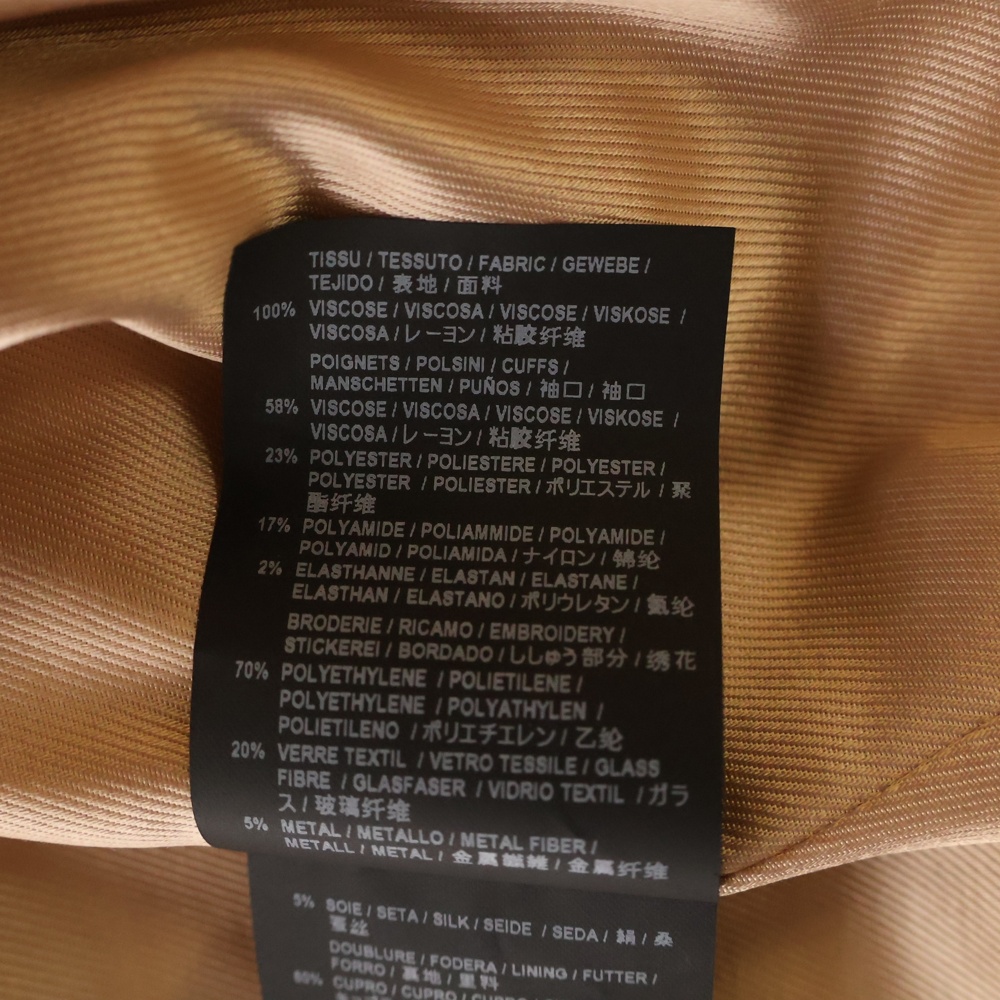 TISSU / TESSUTO / FABRIC / GEWEBE /
TEJIDO / 表地 / 面料
100% VISCOSE / VISCOSA / VISCOSE / VISKOSE /
VISCOSA / レーヨン / 粘胶纤维
POIGNETS / POLSINI / CUFFS /
MANSCHETTEN / PUÑOS / 袖口 / 袖口
58% VISCOSE / VISCOSA / VISCOSE / VISKOSE /
VISCOSA / レーヨン / 粘胶纤维
23% POLYESTER / POLIESTERE / POLYESTER /
POLYESTER / POLIESTER / ポリエステル / 聚
酯纤维
17% POLYAMIDE / POLIAMMIDE / POLYAMIDE /
POLYAMID / POLIAMIDA / ナイロン / 锦纶
2% ELASTHANNE / ELASTAN / ELASTANE /
ELASTHAN / ELASTANO / ポリウレタン / 氨纶
BRODERIE / RICAMO / EMBROIDERY /
STICKEREI / BORDADO / ししゅう部分 / 绣花
70% POLYETHYLENE / POLIETILENE /
POLYETHYLENE / POLYATHYLEN /
POLIETILENO / ポリエチエレン / 乙纶
20% VERRE TEXTIL / VETRO TESSILE / GLASS
FIBRE / GLASFASER / VIDRIO TEXTIL / ガラ
ス / 玻璃纤维
5% METAL / METALLO / METAL FIBER /
METALL / METAL / 金属繊維 / 金属纤维
5% SOIE / SETA / SILK / SEIDE / SEDA / 絹 / 桑
蚕丝
DOUBLURE / FODERA / LINING / FUTTER /
FORRO / 裏地 / 里料
60% CUPRO / CUPRO / CUPRO /